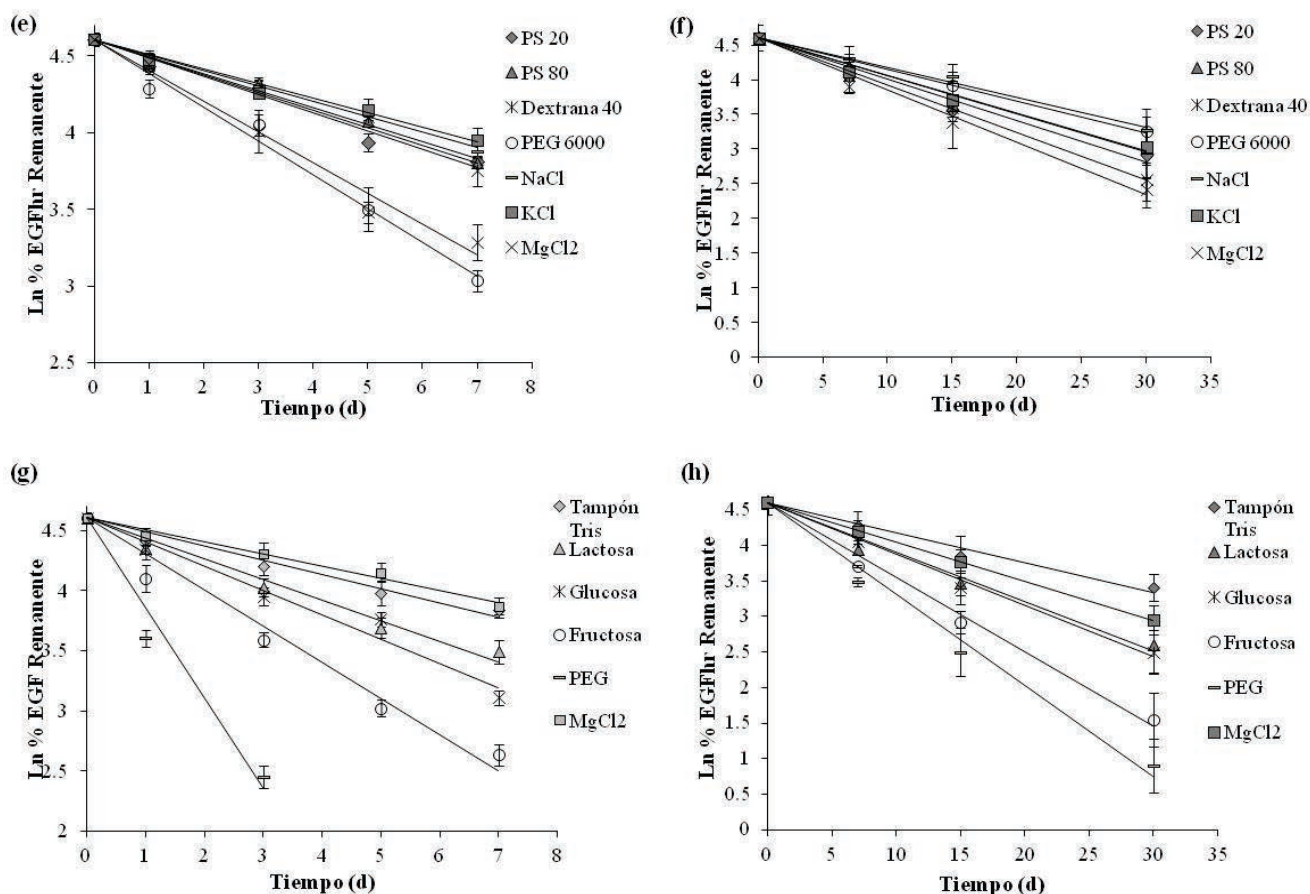 (e)
Ln % EGFhr Remanente
4.5
4
3.5
3
2.5
0 1 3 5 7 8
Tiempo (d)
PS 20
PS 80
Dextrana 40
PEG 6000
NaCl
KCl
MgCl2
(f)
Ln % EGFhr Remanente
4.5
4
3.5
3
2.5
2
1.5
1
0.5
0
0 5 10 15 20 25 30 35
Tiempo (d)
PS 20
PS 80
Dextrana 40
PEG 6000
NaCl
KCl
MgCl2
(g)
Ln % EGF Remanente
4.5
4
3.5
3
2.5
2
0 1 3 5 7 8
Tiempo (d)
Tampón
Tris
Lactosa
Glucosa
Fructosa
PEG
MgCl2
(h)
Ln % EGFhr Remanente
4.5
4
3.5
3
2.5
2
1.5
1
0.5
0
0 5 10 15 20 25 30 35
Tiempo (d)
Tampón
Tris
Lactosa
Glucosa
Fructosa
PEG
MgCl2